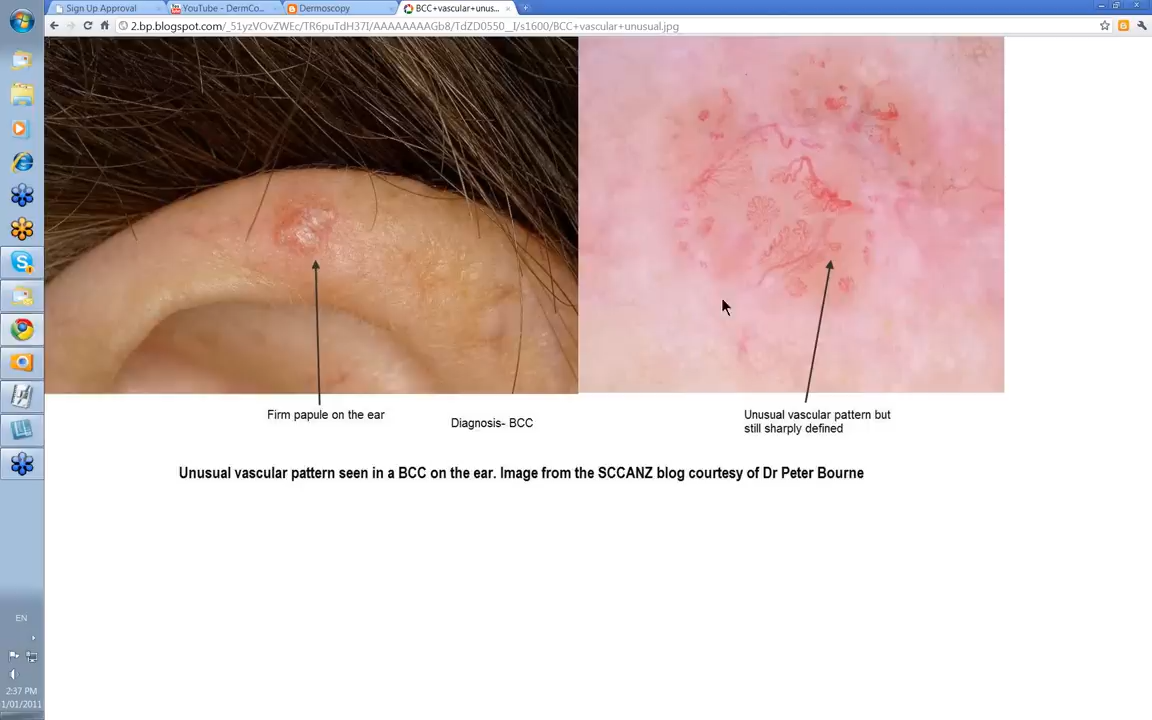 Sign Up Approval
YouTube - DermCo...
Dermoscopy
BCC+vascular+unus...
2.bp.blogspot.com/_51yzVOvZWEc/TR6puTdH37I/AAAAAAAAGb8/TdZD0550__I/s1600/BCC+vascular+unusual.jpg
Firm papule on the ear
Diagnosis- BCC
Unusual vascular pattern but
still sharply defined
Unusual vascular pattern seen in a BCC on the ear. Image from the SCCANZ blog courtesy of Dr Peter Bourne
EN
2:37 PM
1/01/2011